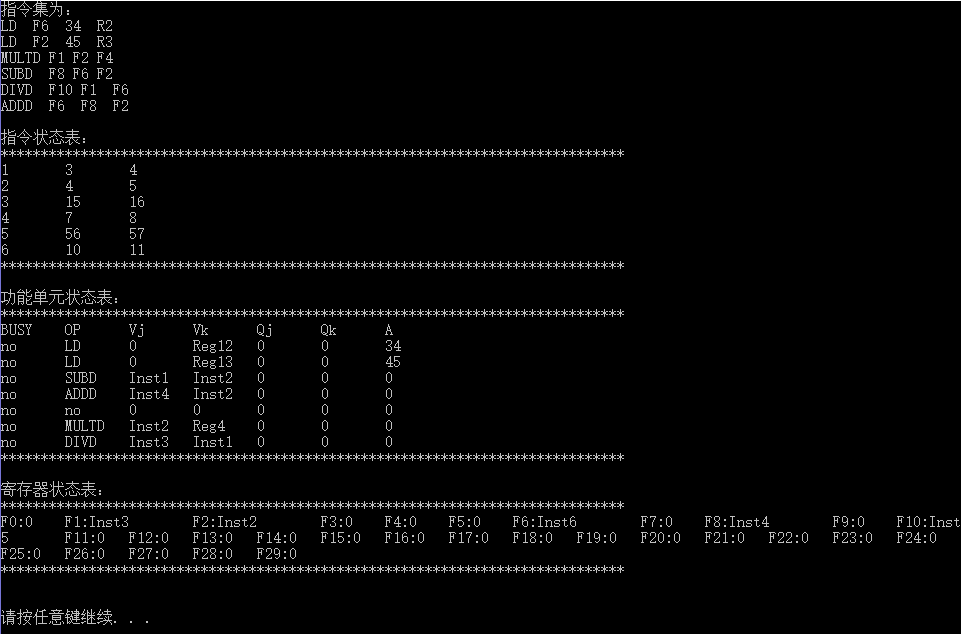 指令集为:
LD  F6  34  R2
LD  F2  45  R3
MULTD F1 F2 F4
SUBD  F8 F6 F2
DIVD  F10 F1  F6
ADDD  F6  F8  F2
指令状态表:
******************************************************************************
1       3       4
2       4       5
3       15      16
4       7       8
5       56      57
6       10      11
******************************************************************************
功能单元状态表:
******************************************************************************
BUSY    OP      Vj      Vk      Qj      Qk      A
no      LD      0       Reg12   0       0       34
no      LD      0       Reg13   0       0       45
no      SUBD    Inst1   Inst2   0       0       0
no      ADDD    Inst4   Inst2   0       0       0
no      no      0       0       0       0       0
no      MULTD   Inst2   Reg4    0       0       0
no      DIVD    Inst3   Inst1   0       0       0
******************************************************************************
寄存器状态表:
******************************************************************************
F0:0    F1:Inst3        F2:Inst2        F3:0    F4:0    F5:0    F6:Inst6        F7:0    F8:Inst4        F9:0    F10:Inst
5       F11:0   F12:0   F13:0   F14:0   F15:0   F16:0   F17:0   F18:0   F19:0   F20:0   F21:0   F22:0   F23:0   F24:0
F25:0   F26:0   F27:0   F28:0   F29:0
******************************************************************************
请按任意键继续. . .